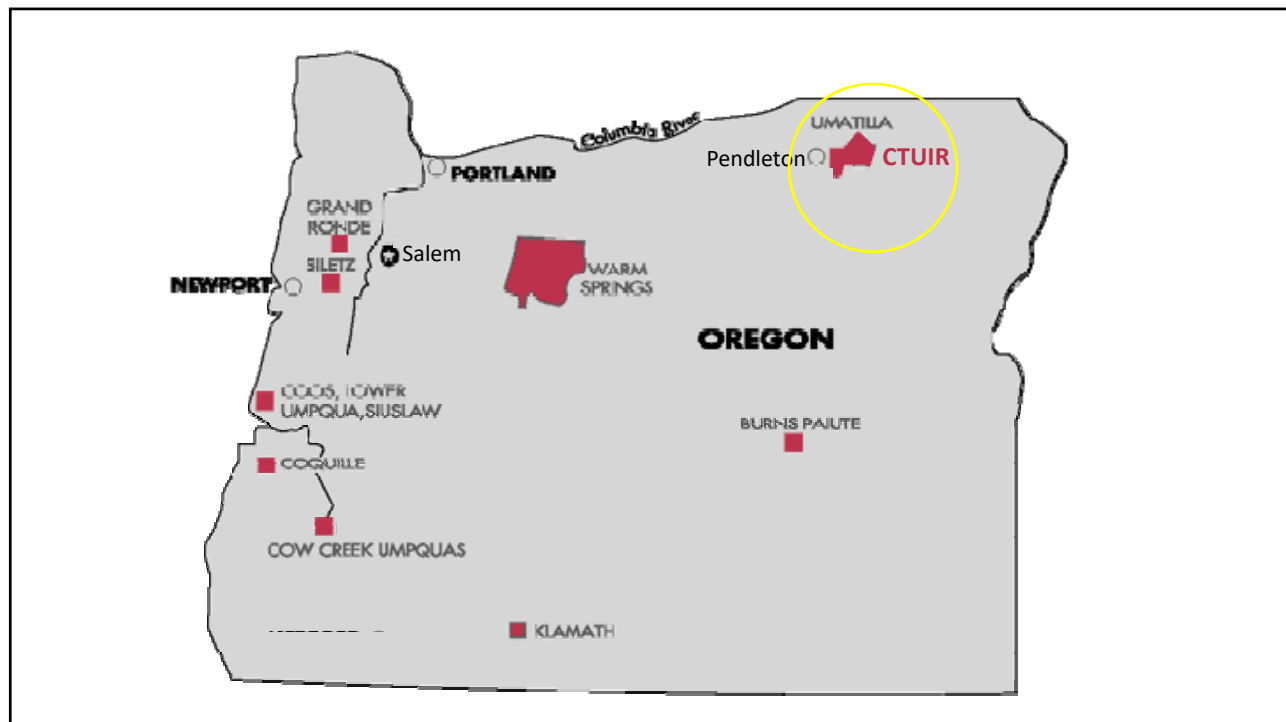 Columbia River
UMATILLA
Pendleton
CTUIR
PORTLAND
GRAND
RONDE
Salem
SILETZ
NEWPORT
WARM
SPRINGS
OREGON
COOS, LOWER
UMPQUA, SIUSLAW
BURNS PAIUTE
COQUILLE
COW CREEK UMPQUAS
KLAMATH